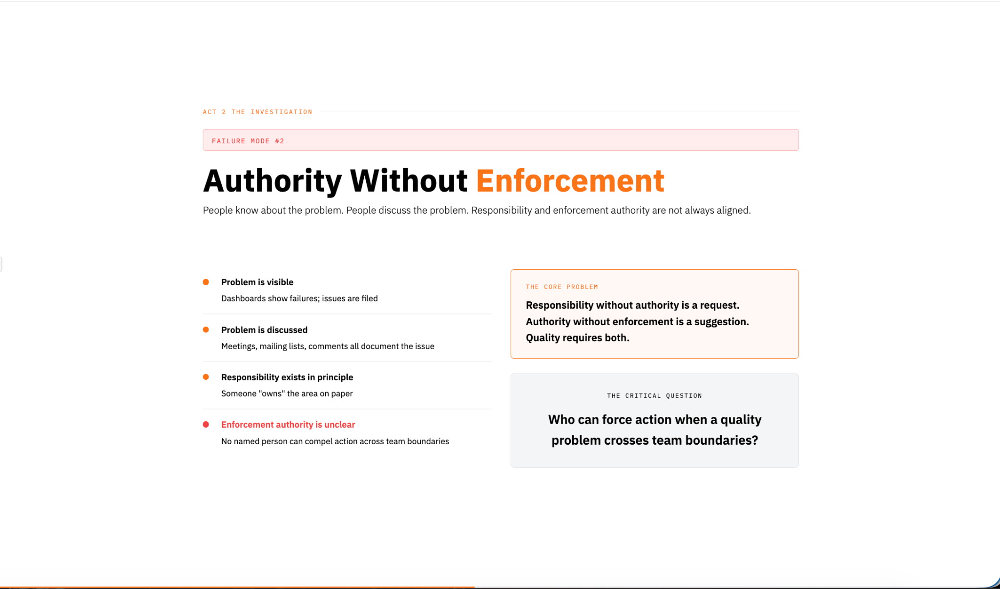 ACT 2 THE INVESTIGATION
FAILURE MODE #2
Authority Without Enforcement
People know about the problem. People discuss the problem. Responsibility and enforcement authority are not always aligned.
Problem is visible
Dashboards show failures; issues are filed
Problem is discussed
Meetings, mailing lists, comments all document the issue
Responsibility exists in principle
Someone "owns" the area on paper
Enforcement authority is unclear
No named person can compel action across team boundaries
THE CORE PROBLEM
Responsibility without authority is a request.
Authority without enforcement is a suggestion.
Quality requires both.
THE CRITICAL QUESTION
Who can force action when a quality
problem crosses team boundaries?